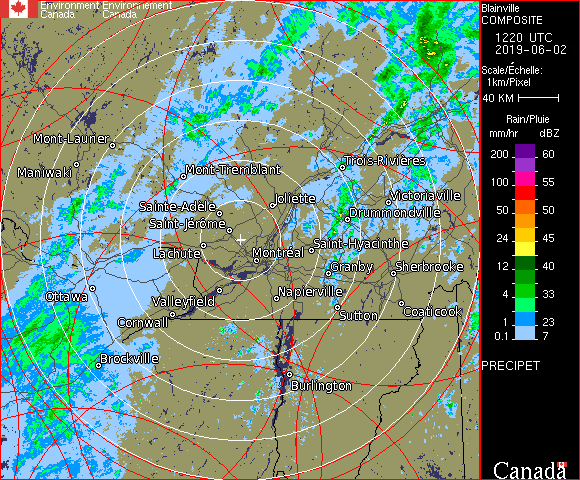 Environment Environnement
Canada Canada
Blainville
COMPOSITE
1220 UTC
2019-06-02
Scale/Échelle:
1km/Pixel
40 KM
Rain/Pluie
mm/hr dBZ
200 60
100 55
50 50
24 45
12 40
4 33
1 23
0.1 7
PRECIPET
Mont-Laurier
Maniwaki
Mont-Tremblant
Trois-Rivières
Sainte-Adèle
Joliette
Victoriaville
Saint-Jérôme
Drummondville
Lachute
Montréal
Saint-Hyacinthe
Granby
Sherbrooke
Ottawa
Valleyfield
Napierville
Cornwall
Sutton
Coaticook
Brockville
Burlington
Canada